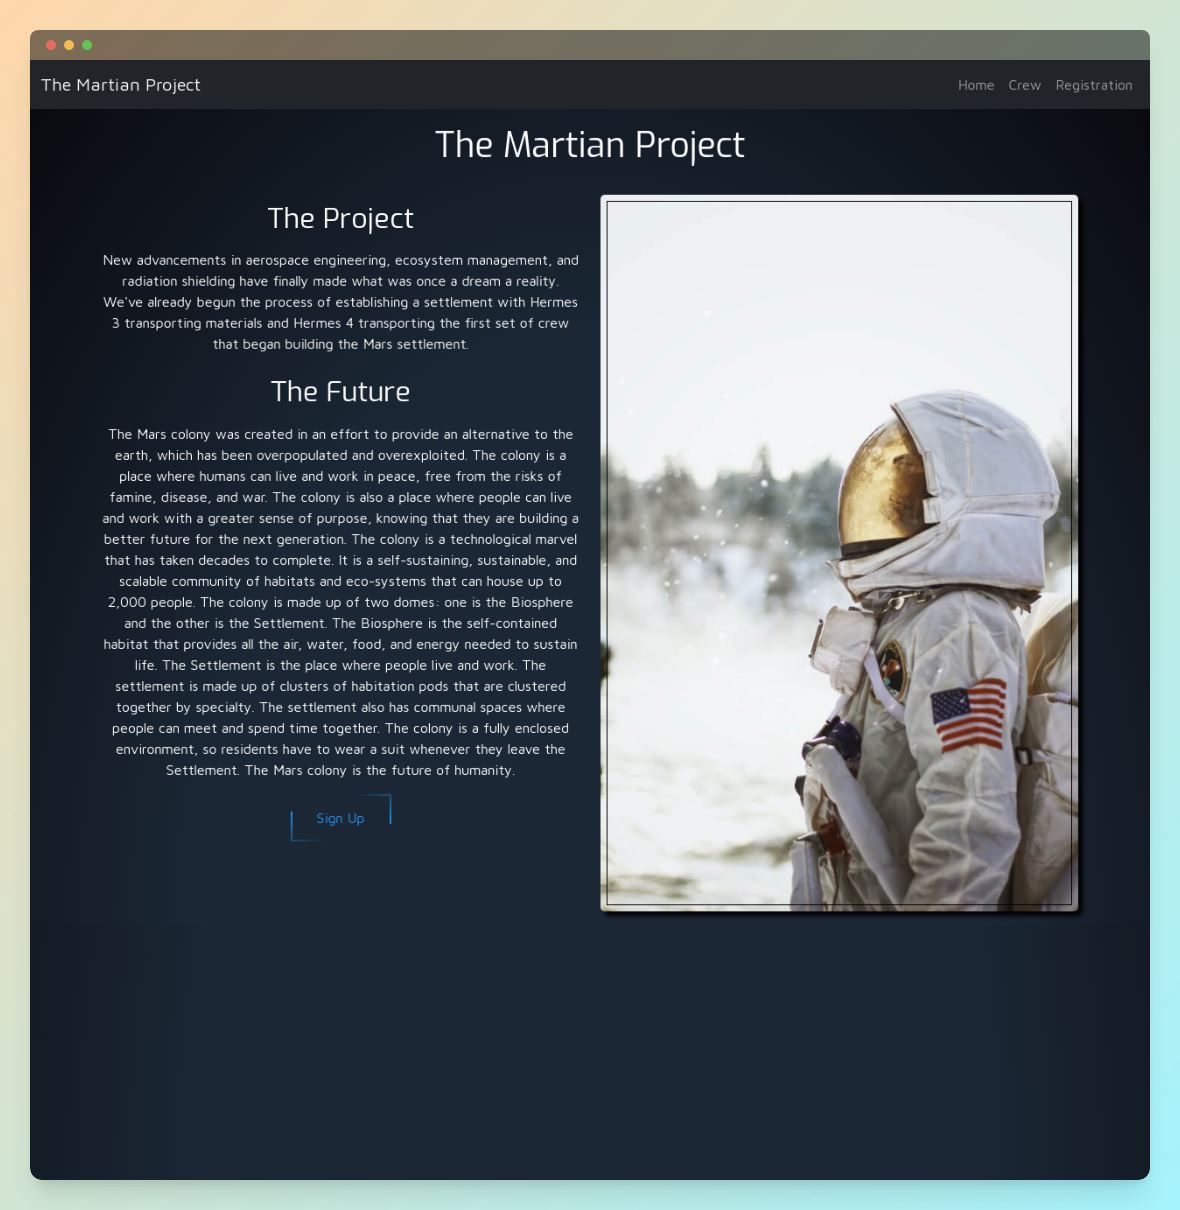 The Martian Project
Home Crew Registration
The Martian Project
The Project
New advancements in aerospace engineering, ecosystem management, and
radiation shielding have finally made what was once a dream a reality.
We've already begun the process of establishing a settlement with Hermes
3 transporting materials and Hermes 4 transporting the first set of crew
that began building the Mars settlement.
The Future
The Mars colony was created in an effort to provide an alternative to the
earth, which has been overpopulated and overexploited. The colony is a
place where humans can live and work in peace, free from the risks of
famine, disease, and war. The colony is also a place where people can live
and work with a greater sense of purpose, knowing that they are building a
better future for the next generation. The colony is a technological marvel
that has taken decades to complete. It is a self-sustaining, sustainable, and
scalable community of habitats and eco-systems that can house up to
2,000 people. The colony is made up of two domes: one is the Biosphere
and the other is the Settlement. The Biosphere is the self-contained
habitat that provides all the air, water, food, and energy needed to sustain
life. The Settlement is the place where people live and work. The
settlement is made up of clusters of habitation pods that are clustered
together by specialty. The settlement also has communal spaces where
people can meet and spend time together. The colony is a fully enclosed
environment, so residents have to wear a suit whenever they leave the
Settlement. The Mars colony is the future of humanity.
Sign Up